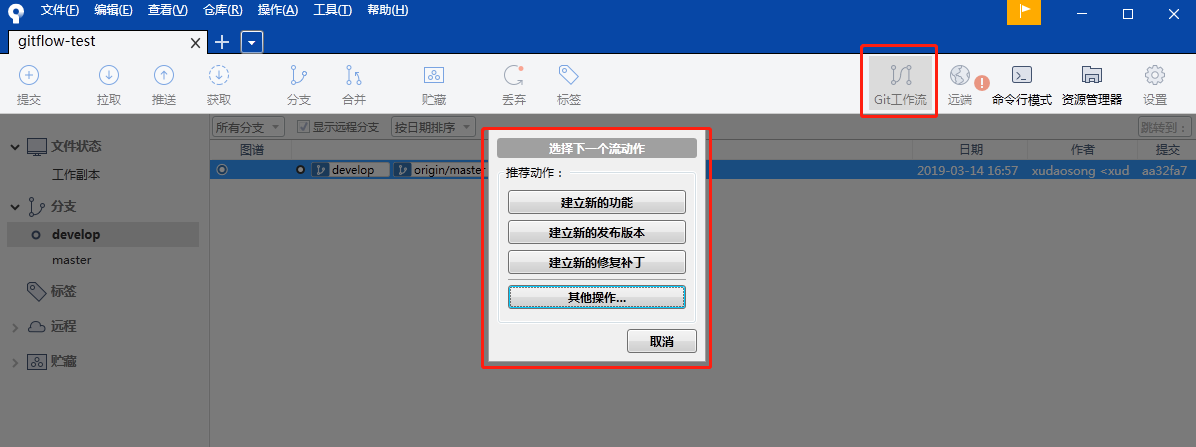 文件(F) 编辑(E) 查看(V) 仓库(R) 操作(A) 工具(T) 帮助(H)
gitflow-test
提交 拉取 推送 获取 分支 合并 贮藏 丢弃 标签 Git工作流 远端 命令行模式 资源管理器 设置
所有分支 显示远程分支 按日期排序 跳转到：
图谱 日期 作者 提交
develop origin/master 2019-03-14 16:57 xudaosong <xud aa32fa7
文件状态
工作副本
分支
develop
master
标签
远程
贮藏
选择下一个流动作
推荐动作：
建立新的功能
建立新的发布版本
建立新的修复补丁
其他操作...
取消